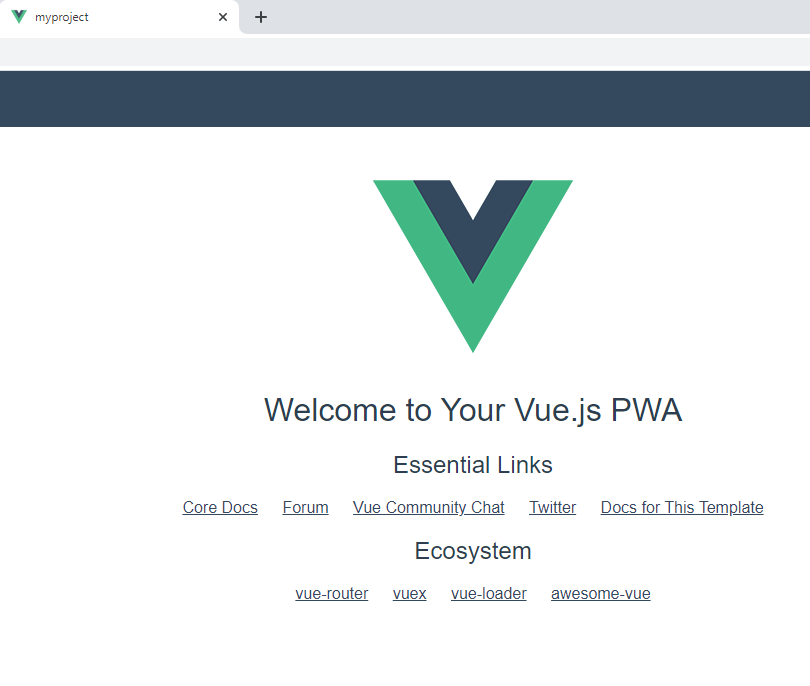 myproject
Welcome to Your Vue.js PWA
Essential Links
Core Docs Forum Vue Community Chat Twitter Docs for This Template
Ecosystem
vue-router vuex vue-loader awesome-vue